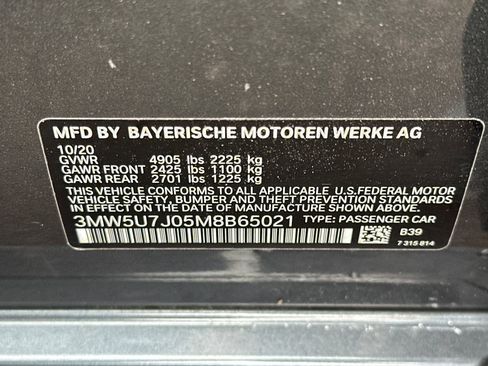 MFD BY BAYERISCHE MOTOREN WERKE AG
10/20
GVWR 4905 lbs 2225 kg
GAWR FRONT 2425 lbs 1100 kg
GAWR REAR 2701 lbs 1225 kg
THIS VEHICLE CONFORMS TO ALL APPLICABLE U.S.FEDERAL MOTOR
VEHICLE SAFETY, BUMPER AND THEFT PREVENTION STANDARDS IN
EFFECT ON THE DATE OF MANUFACTURE SHOWN ABOVE.
3MW5U7J05M8B65021 TYPE: PASSENGER CAR
B39
7 315 814